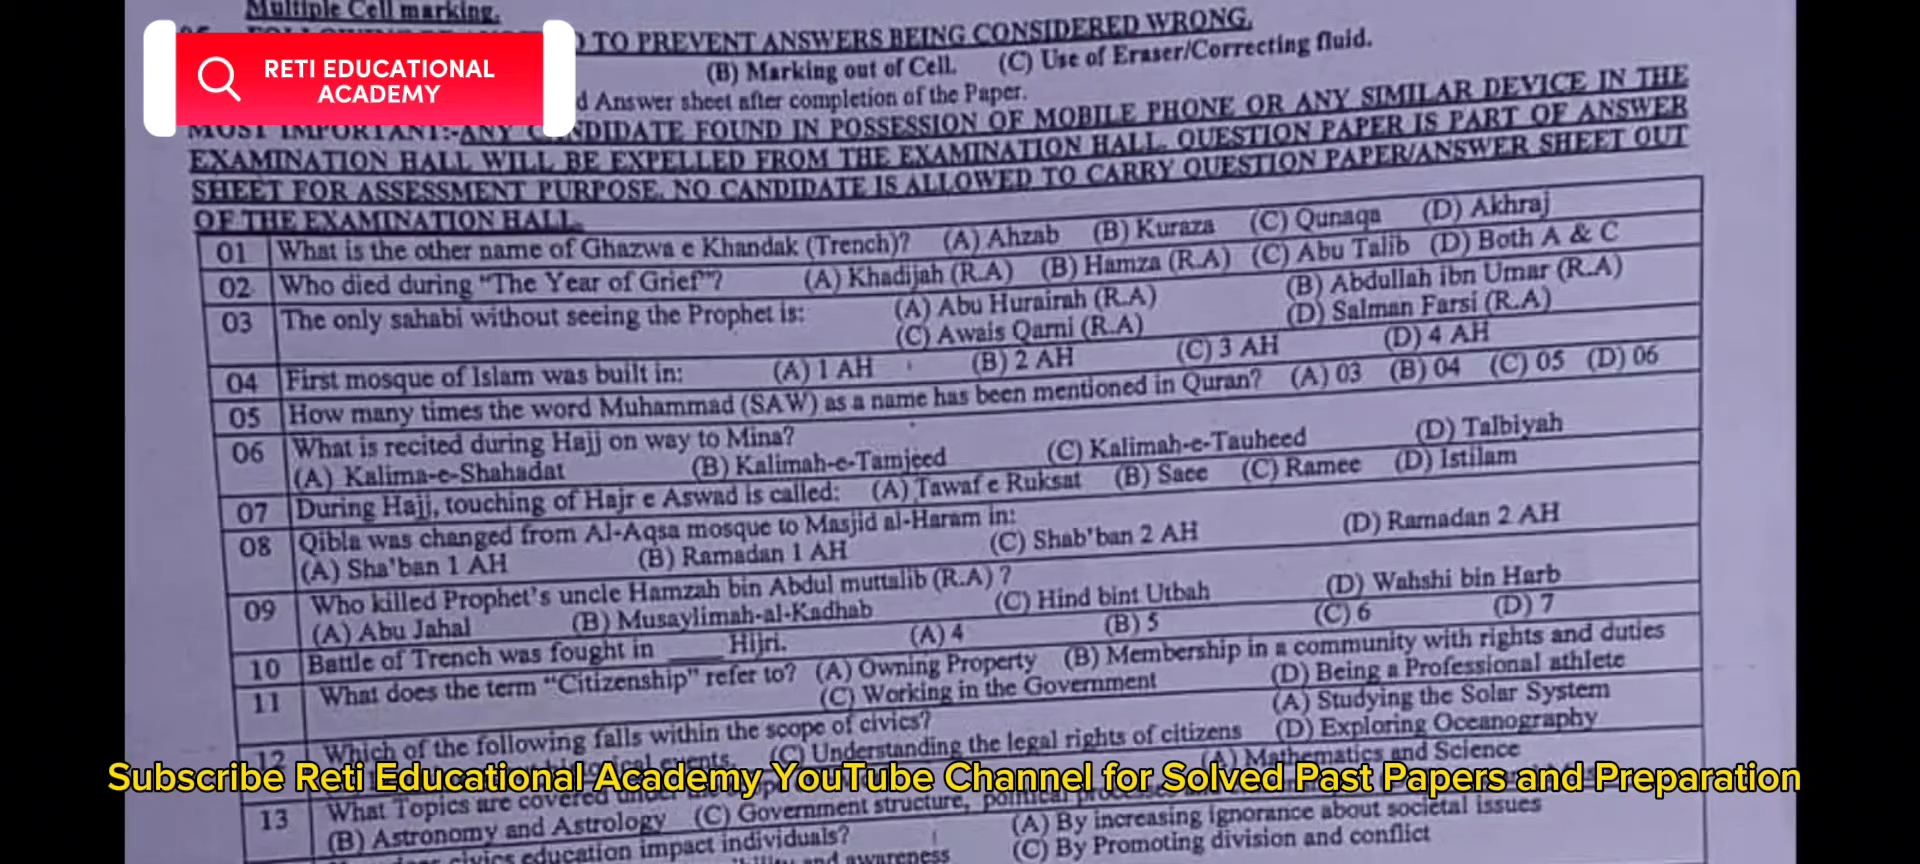 Multiple Cell marking.
TO PREVENT ANSWERS BEING CONSIDERED WRONG.
RETI EDUCATIONAL
ACADEMY
(B) Marking out of Cell. (C) Use of Eraser/Correcting fluid.
d Answer sheet after completion of the Paper.
MOST IMPORTANT:-ANY CANDIDATE FOUND IN POSSESSION OF MOBILE PHONE OR ANY SIMILAR DEVICE IN THE
EXAMINATION HALL WILL BE EXPELLED FROM THE EXAMINATION HALL. QUESTION PAPER IS PART OF ANSWER
SHEET FOR ASSESSMENT PURPOSE. NO CANDIDATE IS ALLOWED TO CARRY QUESTION PAPER/ANSWER SHEET OUT
OF THE EXAMINATION HALL.
01 What is the other name of Ghazwa e Khandak (Trench)? (A) Ahzab (B) Kuraza (C) Qunaqa (D) Akhraj
02 Who died during "The Year of Grief"? (A) Khadijah (R.A) (B) Hamza (R.A) (C) Abu Talib (D) Both A & C
03 The only sahabi without seeing the Prophet is: (A) Abu Hurairah (R.A) (B) Abdullah ibn Umar (R.A)
(C) Awais Qarni (R.A) (D) Salman Farsi (R.A)
04 First mosque of Islam was built in: (A) 1 AH (B) 2 AH (C) 3 AH (D) 4 AH
05 How many times the word Muhammad (SAW) as a name has been mentioned in Quran? (A) 03 (B) 04 (C) 05 (D) 06
06 What is recited during Hajj on way to Mina?
(A) Kalima-e-Shahadat (B) Kalimah-e-Tamjeed (C) Kalimah-e-Tauheed (D) Talbiyah
07 During Hajj, touching of Hajr e Aswad is called: (A) Tawaf e Ruksat (B) Saee (C) Ramee (D) Istilam
08 Qibla was changed from Al-Aqsa mosque to Masjid al-Haram in:
(A) Sha'ban 1 AH (B) Ramadan 1 AH (C) Shab'ban 2 AH (D) Ramadan 2 AH
09 Who killed Prophet's uncle Hamzah bin Abdul muttalib (R.A) ?
(A) Abu Jahal (B) Musaylimah-al-Kadhab (C) Hind bint Utbah (D) Wahshi bin Harb
10 Battle of Trench was fought in ____ Hijri. (A) 4 (B) 5 (C) 6 (D) 7
11 What does the term "Citizenship" refer to? (A) Owning Property (B) Membership in a community with rights and duties
(C) Working in the Government (D) Being a Professional athlete
12 Which of the following falls within the scope of civics? (A) Studying the Solar System
events. (C) Understanding the legal rights of citizens (D) Exploring Oceanography
13 What Topics are covered under the (A) Mathematics and Science
(B) Astronomy and Astrology (C) Government structure, political
civics education impact individuals? (A) By increasing ignorance about societal issues
and awareness (C) By Promoting division and conflict
Subscribe Reti Educational Academy YouTube Channel for Solved Past Papers and Preparation